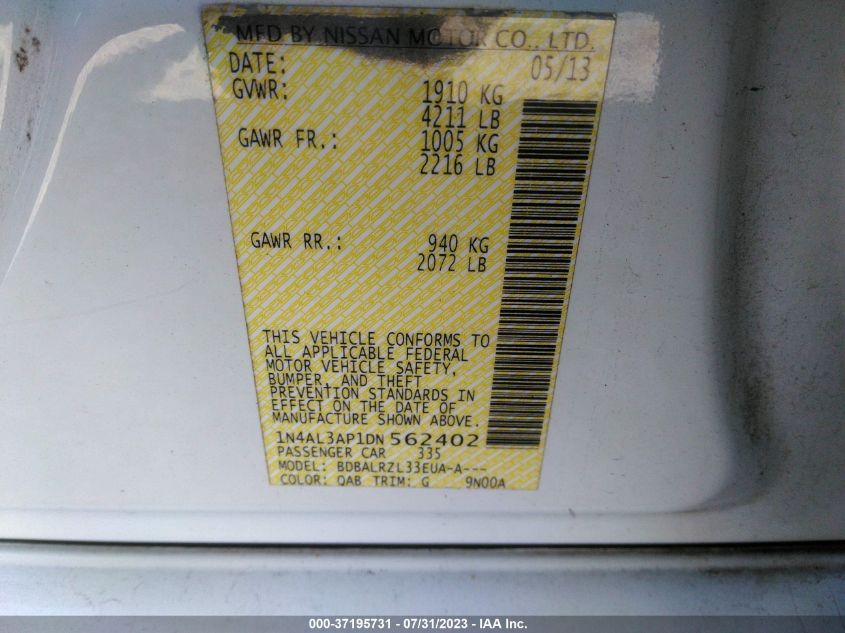 MFD BY NISSAN MOTOR CO., LTD.
DATE: 05/13
GVWR: 1910 KG
4211 LB
GAWR FR.: 1005 KG
2216 LB
GAWR RR.: 940 KG
2072 LB
THIS VEHICLE CONFORMS TO
ALL APPLICABLE FEDERAL
MOTOR VEHICLE SAFETY,
BUMPER, AND THEFT
PREVENTION STANDARDS IN
EFFECT ON THE DATE OF
MANUFACTURE SHOWN ABOVE.
1N4AL3AP1DN562402
PASSENGER CAR 335
MODEL: BDBALRZL33EUA-A---
COLOR: QAB TRIM: G 9N00A
000-37195731 - 07/31/2023 - IAA Inc.